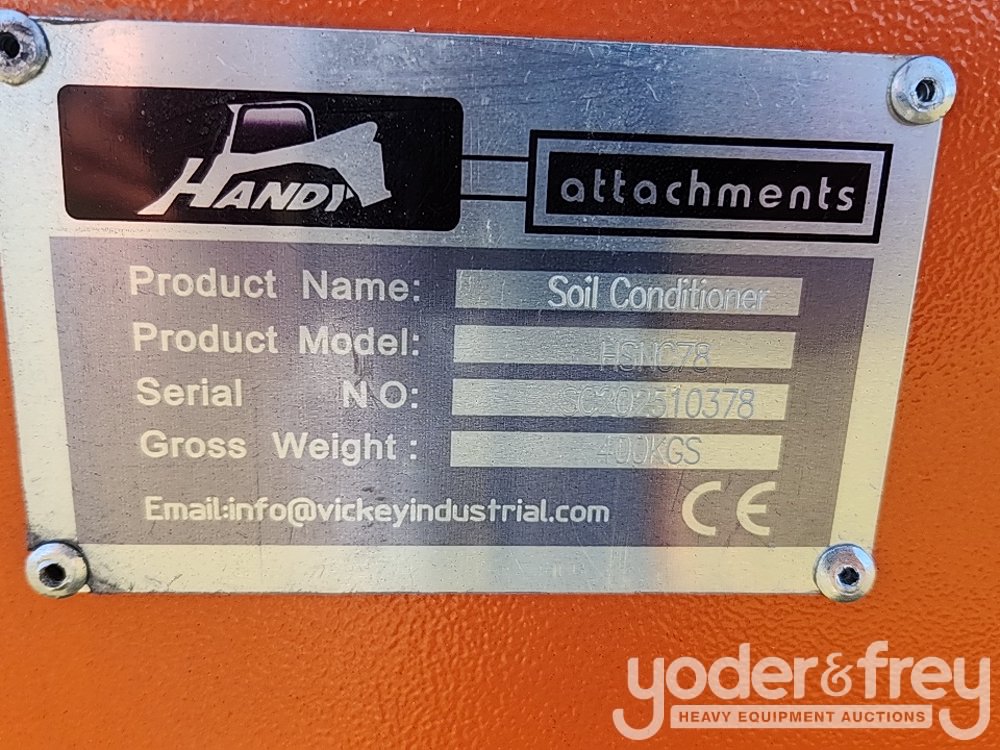 HANDY attachments
Product Name: Soil Conditioner
Product Model: HSNC78
Serial N.O:
Gross Weight: 400KGS
Email:info@vickeyindustrial.com CE
yoder&frey
HEAVY EQUIPMENT AUCTIONS